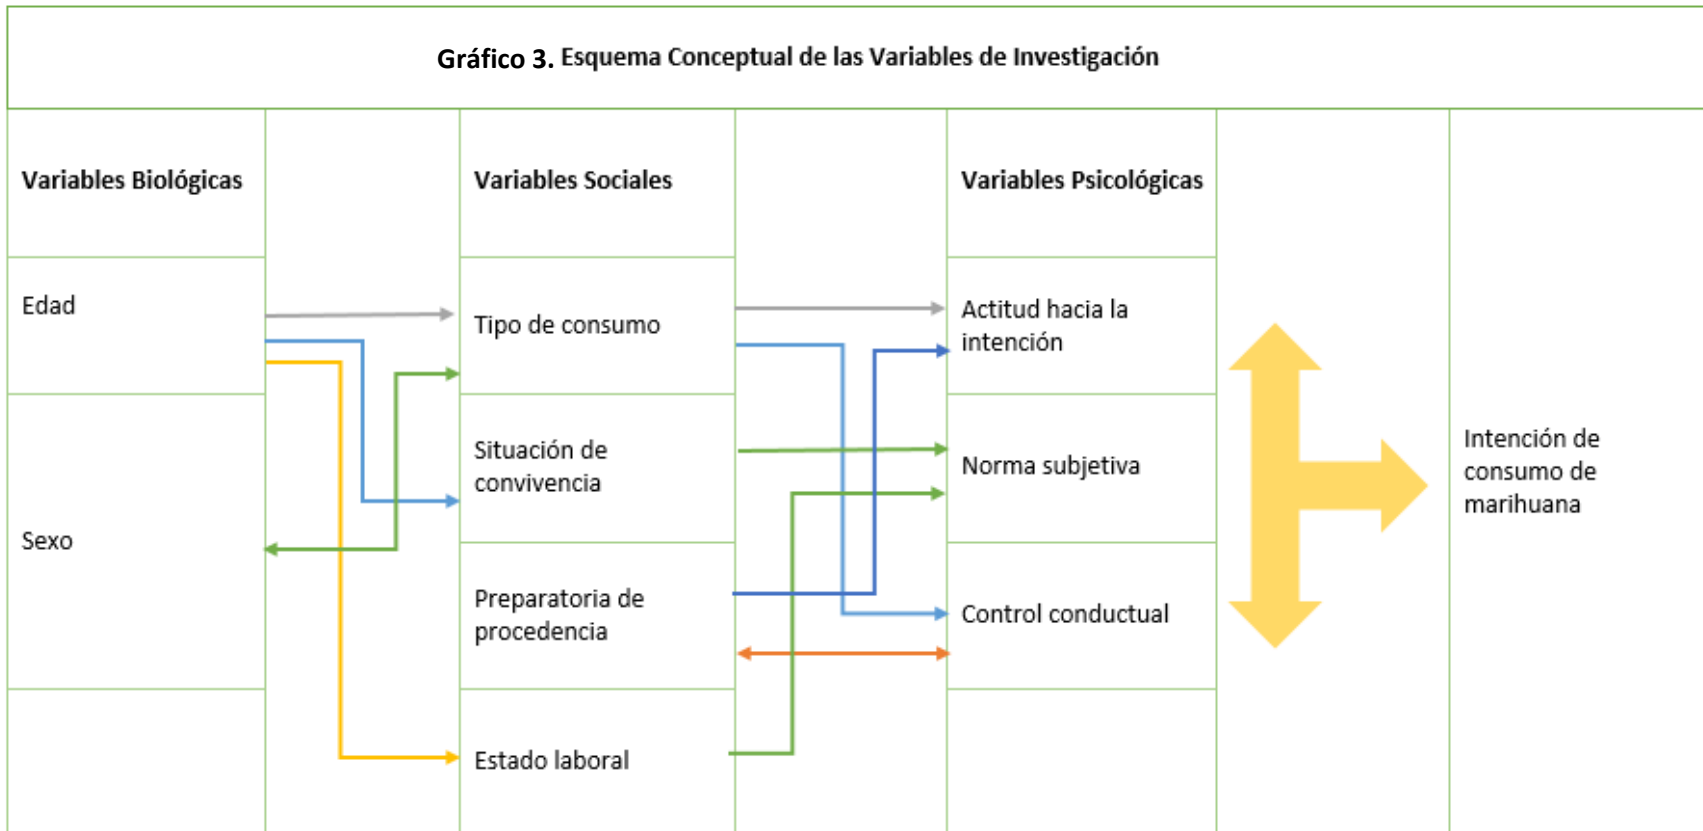 Gráfico 3. Esquema Conceptual de las Variables de Investigación
Variables Biológicas
Variables Sociales
Variables Psicológicas
Edad
Tipo de consumo
Actitud hacia la
intención
Sexo
Situación de
convivencia
Norma subjetiva
Intención de
consumo de
marihuana
Preparatoria de
procedencia
Control conductual
Estado laboral